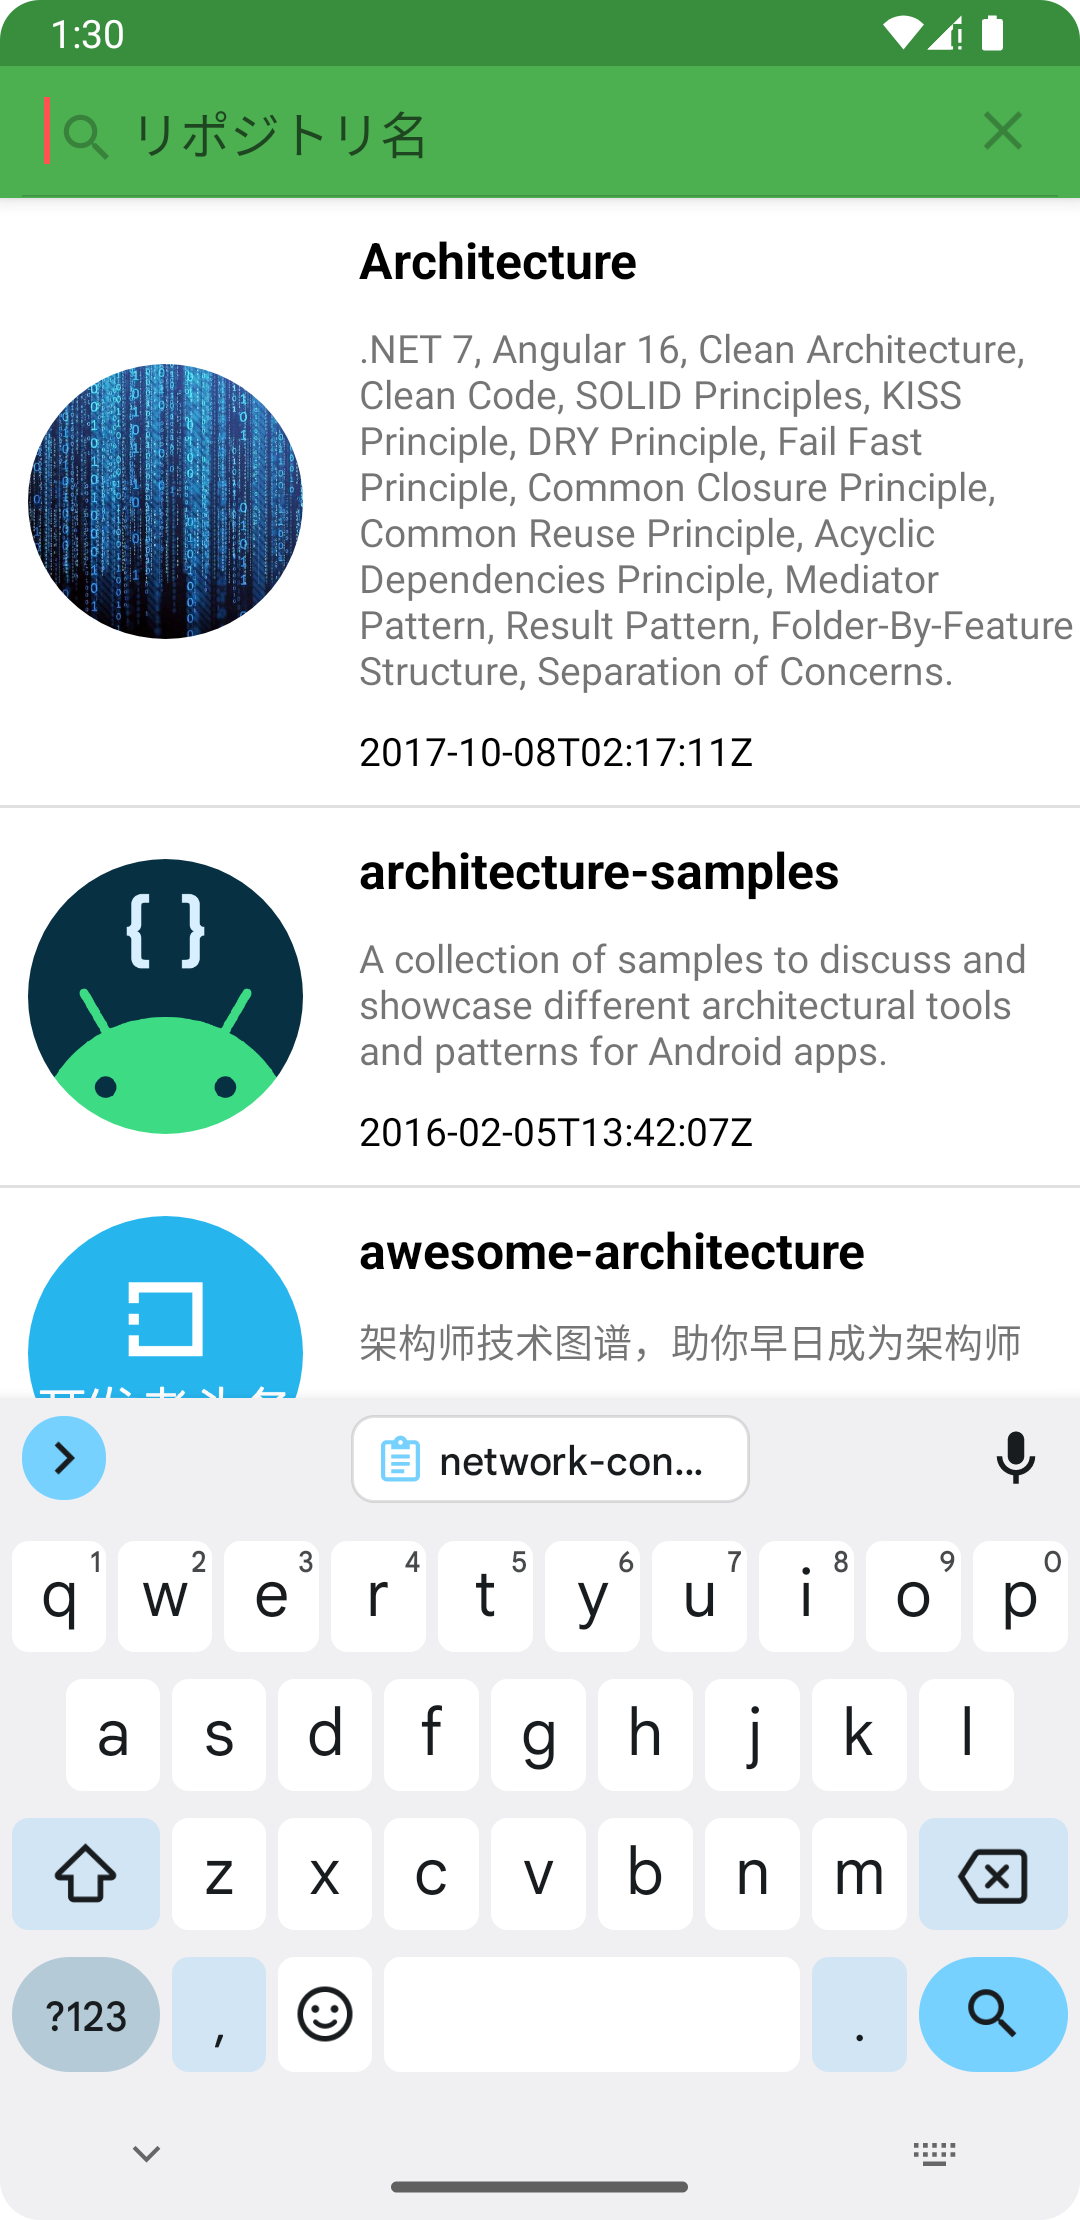 1:30
リポジトリ名
Architecture
.NET 7, Angular 16, Clean Architecture,
Clean Code, SOLID Principles, KISS
Principle, DRY Principle, Fail Fast
Principle, Common Closure Principle,
Common Reuse Principle, Acyclic
Dependencies Principle, Mediator
Pattern, Result Pattern, Folder-By-Feature
Structure, Separation of Concerns.
2017-10-08T02:17:11Z
{ }
architecture-samples
A collection of samples to discuss and
showcase different architectural tools
and patterns for Android apps.
2016-02-05T13:42:07Z
awesome-architecture
架构师技术图谱，助你早日成为架构师
network-con...
q 1 w 2 e 3 r 4 t 5 y 6 u 7 i 8 o 9 p 0
a s d f g h j k l
z x c v b n m
?123 , .